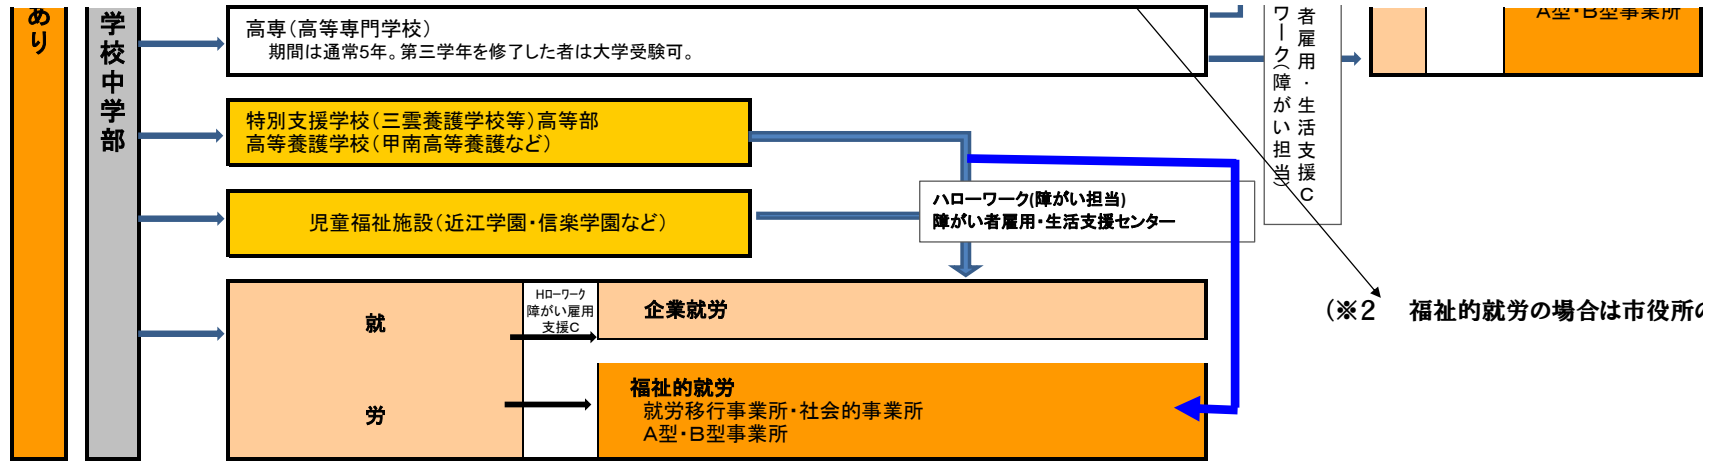 あり
学校中学部
高専（高等専門学校）
期間は通常5年。第三学年を修了した者は大学受験可。
特別支援学校（三雲養護学校等）高等部
高等養護学校（甲南高等養護など）
児童福祉施設（近江学園・信楽学園など）
ハローワーク(障がい担当)
障がい者雇用・生活支援センター
者雇用・生活支援C
ワーク（障がい担当）
A型・B型事業所
就
労
Hローワーク
障がい雇用
支援C
企業就労
福祉的就労
就労移行事業所・社会的事業所
A型・B型事業所
（※2　福祉的就労の場合は市役所の